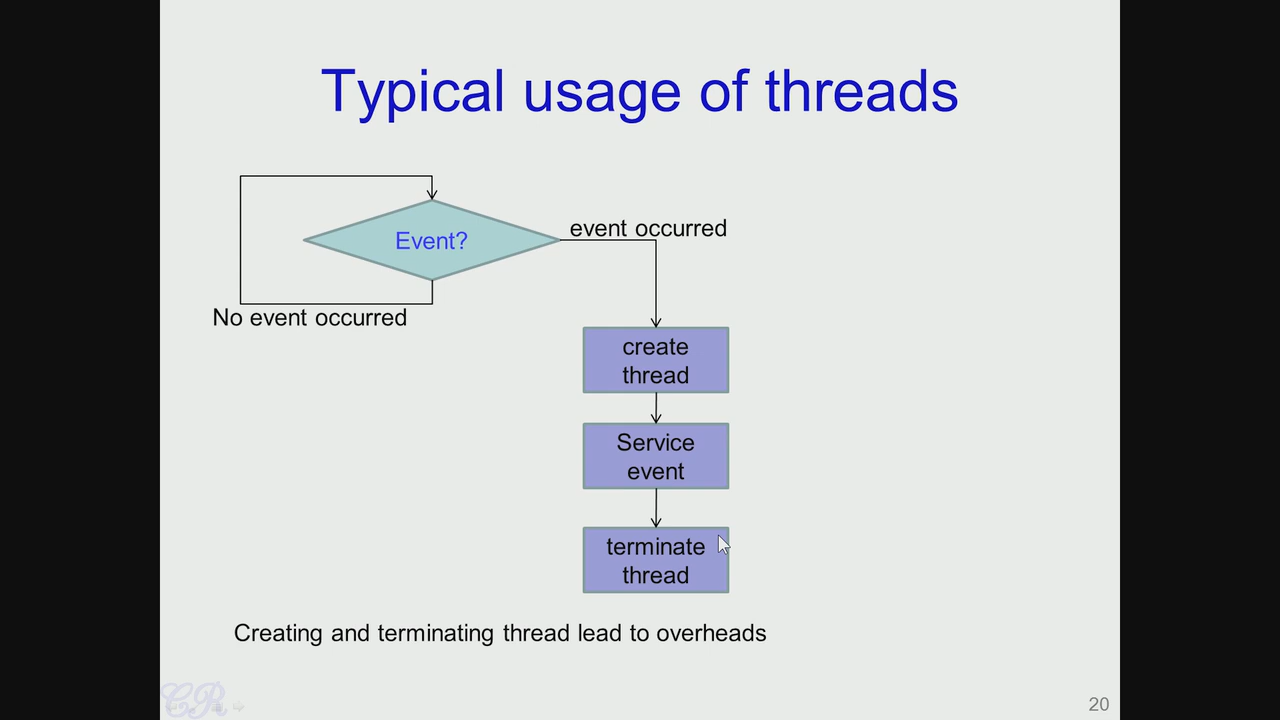 Typical usage of threads
event occurred
Event?
No event occurred
create
thread
Service
event
terminate
thread
Creating and terminating thread lead to overheads
CR
20